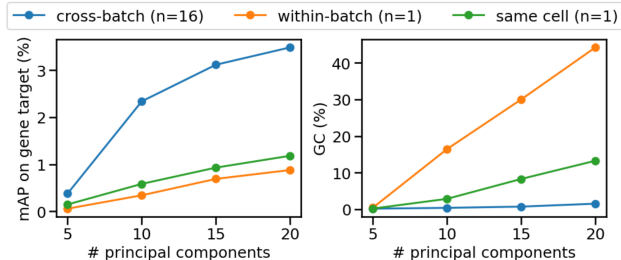 cross-batch (n=16) within-batch (n=1) same cell (n=1)
mAP on gene target (%)
3
2
1
0
5 10 15 20
# principal components
GC (%)
40
30
20
10
0
5 10 15 20
# principal components